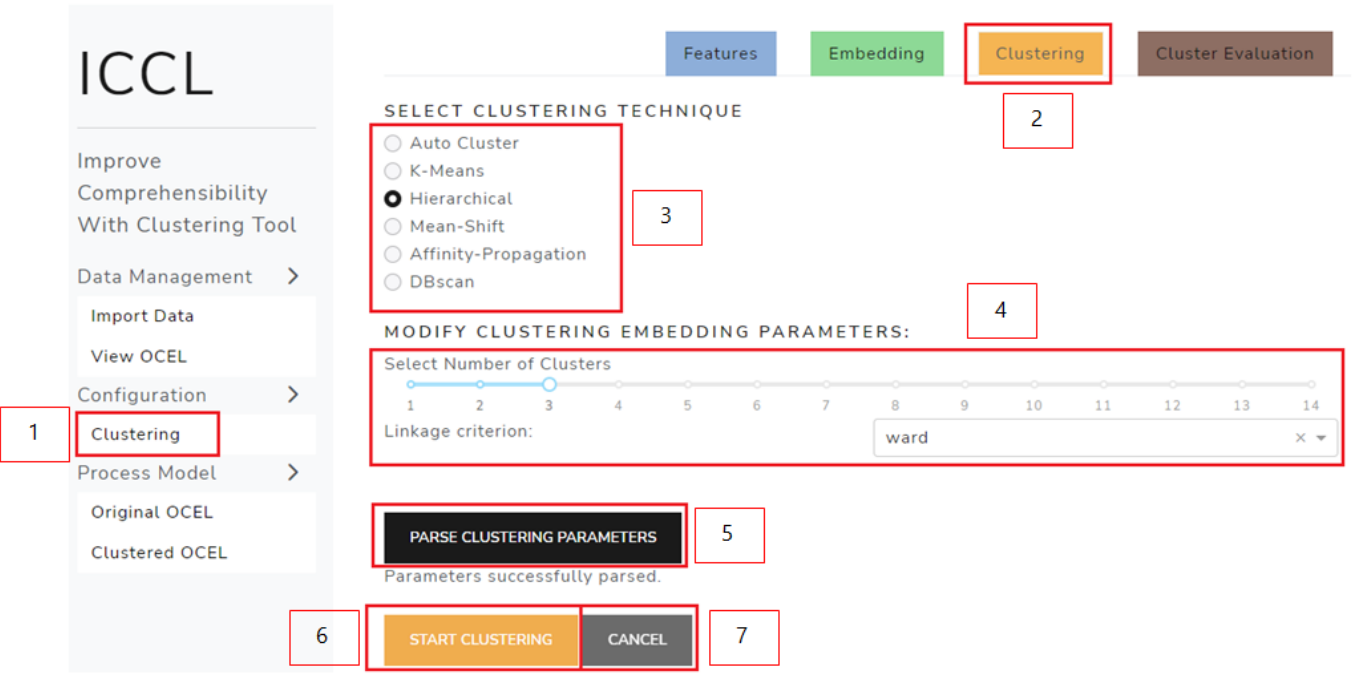 ICCL
Improve
Comprehensibility
With Clustering Tool
Data Management
Import Data
View OCEL
Configuration
1
Clustering
Process Model
Original OCEL
Clustered OCEL
Features Embedding Clustering Cluster Evaluation
2
SELECT CLUSTERING TECHNIQUE
Auto Cluster
K-Means
Hierarchical
Mean-Shift
Affinity-Propagation
DBscan
3
4
MODIFY CLUSTERING EMBEDDING PARAMETERS:
Select Number of Clusters
1 2 3 4 5 6 7 8 9 10 11 12 13 14
Linkage criterion: ward
PARSE CLUSTERING PARAMETERS 5
Parameters successfully parsed.
6 START CLUSTERING CANCEL 7